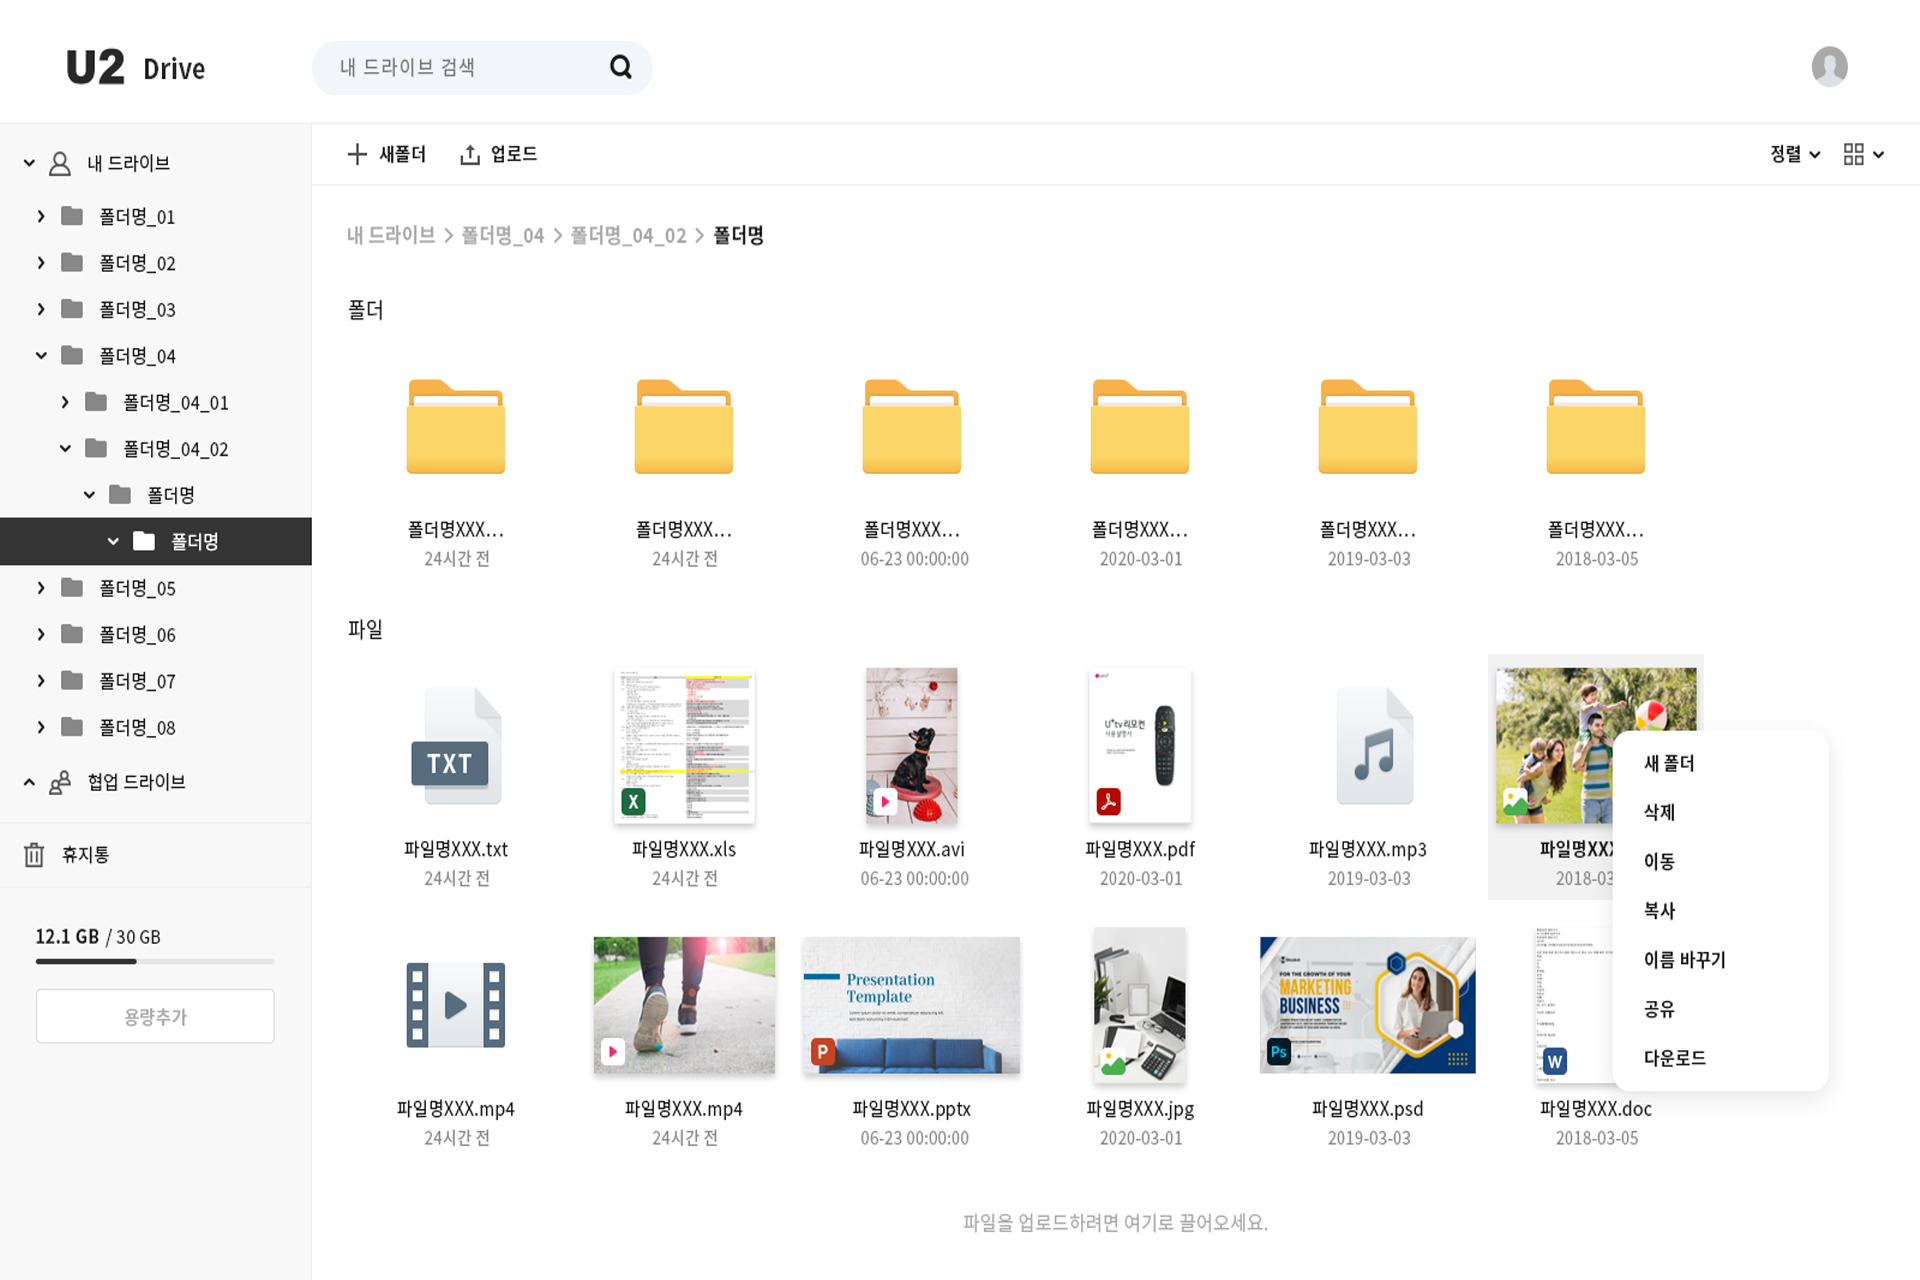 U2 Drive
내 드라이브 검색
내 드라이브
폴더명_01
폴더명_02
폴더명_03
폴더명_04
폴더명_04_01
폴더명_04_02
폴더명
폴더명
폴더명_05
폴더명_06
폴더명_07
폴더명_08
협업 드라이브
휴지통
12.1 GB / 30 GB
용량추가
새폴더 업로드
정렬
내 드라이브 > 폴더명_04 > 폴더명_04_02 > 폴더명
폴더
폴더명XXX... 폴더명XXX... 폴더명XXX... 폴더명XXX... 폴더명XXX... 폴더명XXX...
24시간 전 24시간 전 06-23 00:00:00 2020-03-01 2019-03-03 2018-03-05
파일
TXT
X
U+tv 리모컨
사용설명서
파일명XXX.txt 파일명XXX.xls 파일명XXX.avi 파일명XXX.pdf 파일명XXX.mp3 파일명XXX
24시간 전 24시간 전 06-23 00:00:00 2020-03-01 2019-03-03 2018-03
Presentation
Template
P
FOR THE GROWTH OF YOUR
MARKETING
BUSINESS
Ps
W
파일명XXX.mp4 파일명XXX.mp4 파일명XXX.pptx 파일명XXX.jpg 파일명XXX.psd 파일명XXX.doc
24시간 전 24시간 전 06-23 00:00:00 2020-03-01 2019-03-03 2018-03-05
새 폴더
삭제
이동
복사
이름 바꾸기
공유
다운로드
파일을 업로드하려면 여기로 끌어오세요.